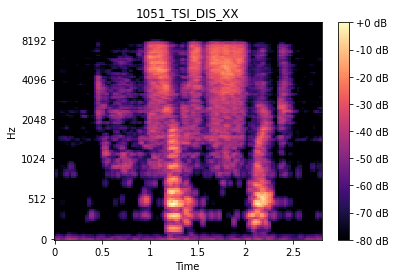 1051_TSI_DIS_XX
+0 dB
8192
-10 dB
4096
-20 dB
-30 dB
2048
Hz
-40 dB
1024
-50 dB
512
-60 dB
-70 dB
0
-80 dB
0 0.5 1 1.5 2 2.5
Time